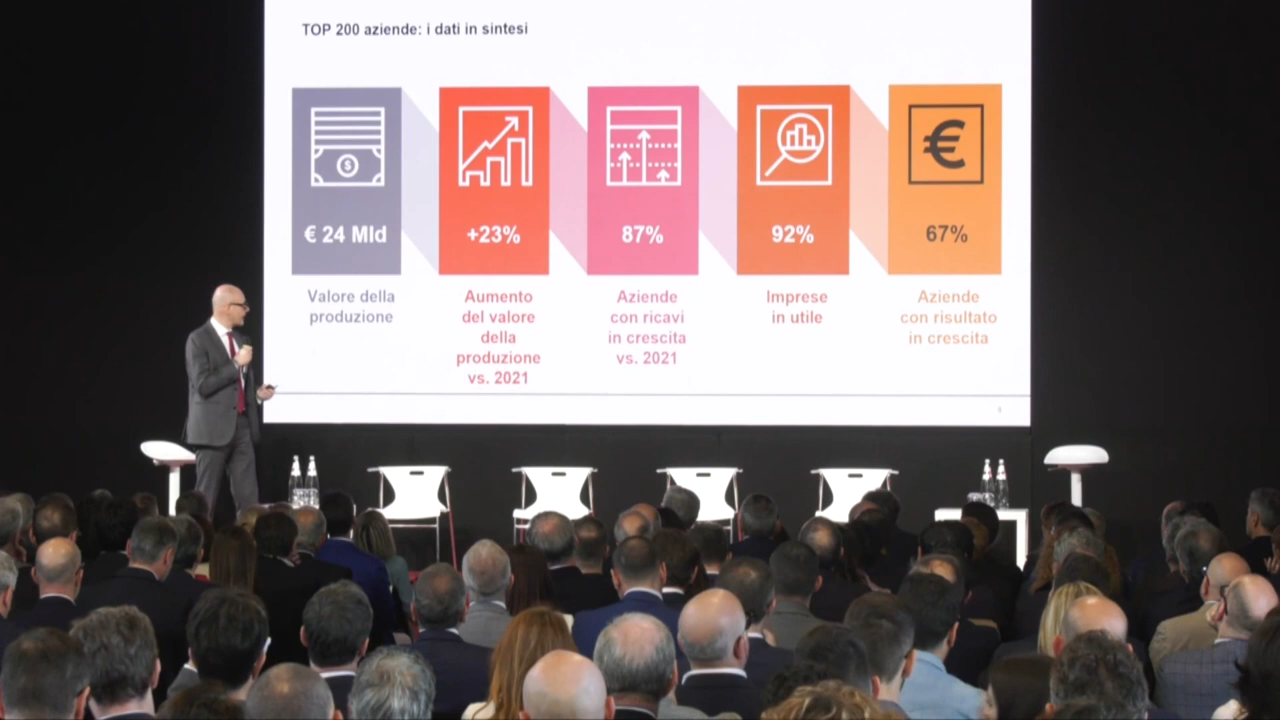 TOP 200 aziende: i dati in sintesi
€ 24 Mld
+23%
87%
92%
67%
Valore della
produzione
Aumento
del valore
della
produzione
vs. 2021
Aziende
con ricavi
in crescita
vs. 2021
Imprese
in utile
Aziende
con risultato
in crescita